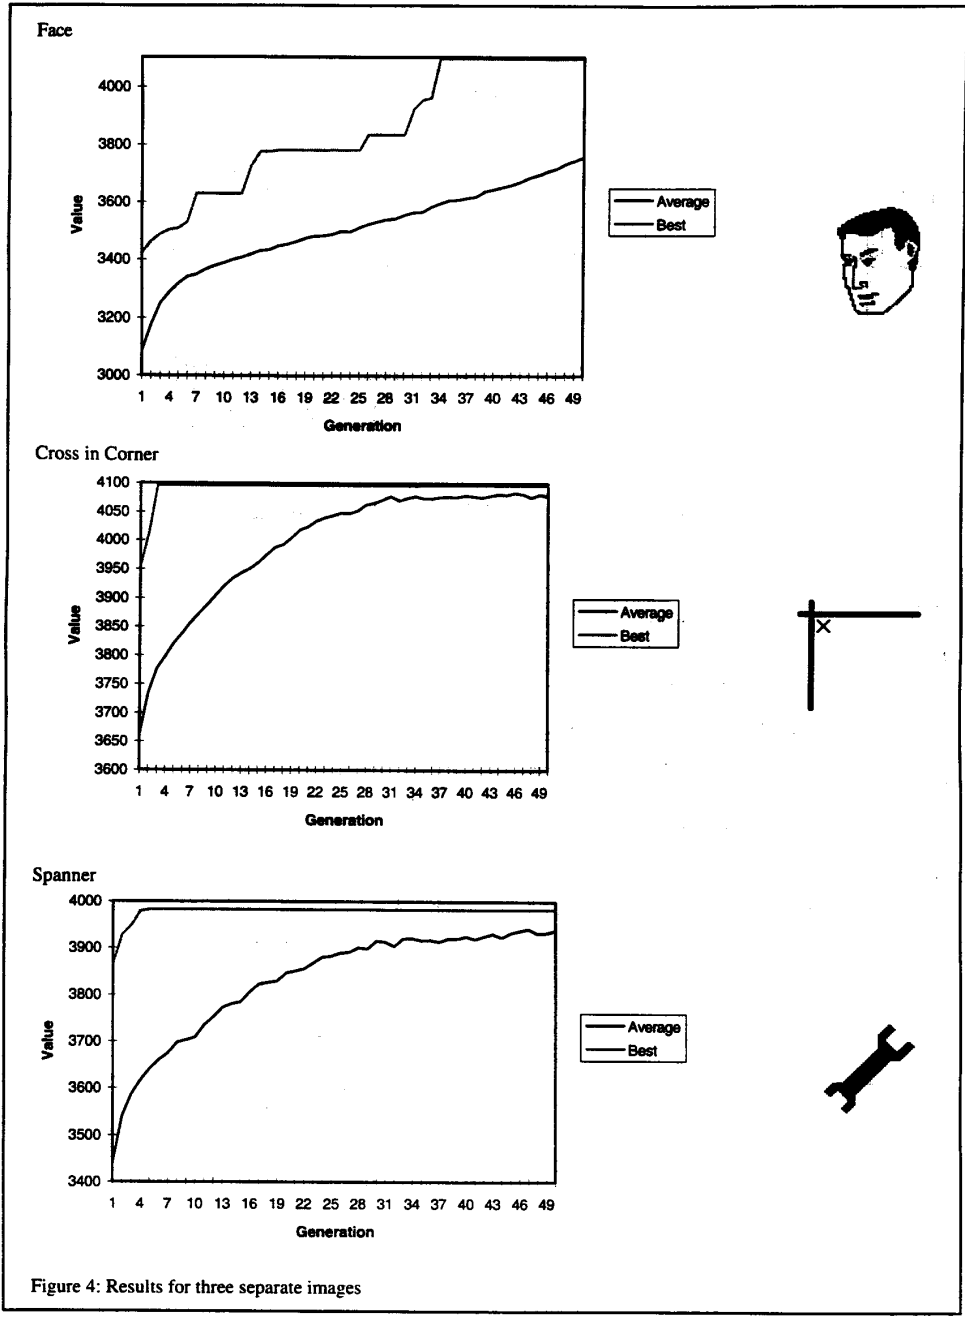 Face
4000
3800
3600
3400
3200
3000
Value
1 4 7 10 13 16 19 22 25 28 31 34 37 40 43 46 49
Generation
Average
Best
Cross in Corner
4100
4050
4000
3950
3900
3850
3800
3750
3700
3650
3600
Value
1 4 7 10 13 16 19 22 25 28 31 34 37 40 43 46 49
Generation
Average
Best
Spanner
4000
3900
3800
3700
3600
3500
3400
Value
1 4 7 10 13 16 19 22 25 28 31 34 37 40 43 46 49
Generation
Average
Best
Figure 4: Results for three separate images